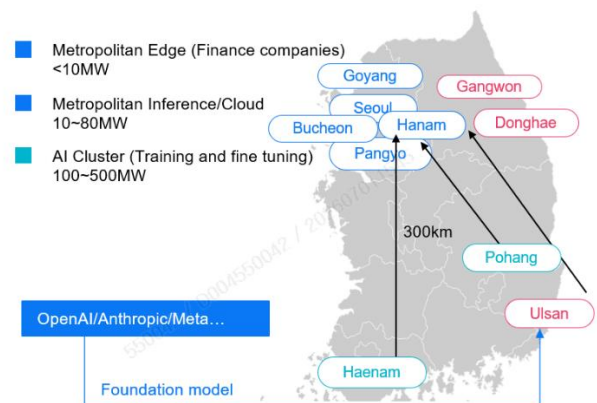 Metropolitan Edge (Finance companies)
<10MW
Metropolitan Inference/Cloud
10~80MW
AI Cluster (Training and fine tuning)
100~500MW
Goyang
Gangwon
Seoul
Bucheon
Hanam
Donghae
Pangyo
300km
Pohang
Ulsan
OpenAI/Anthropic/Meta…
Haenam
Foundation model